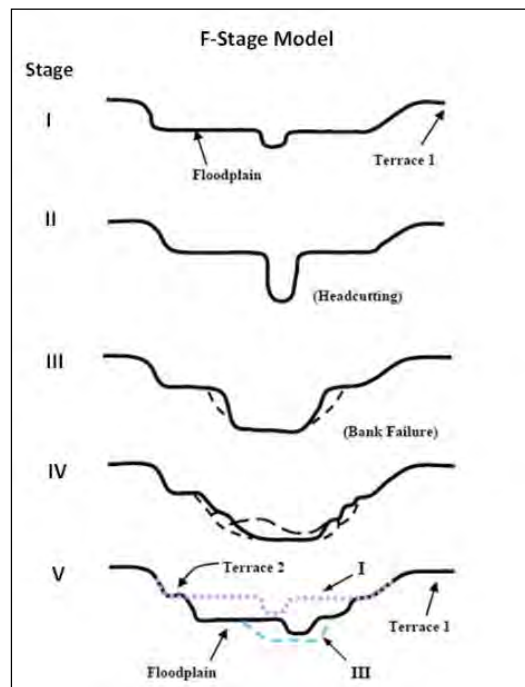 F-Stage Model
Stage
I
Floodplain
Terrace 1
II
(Headcutting)
III
(Bank Failure)
IV
V
Terrace 2
I
Terrace 1
Floodplain
III